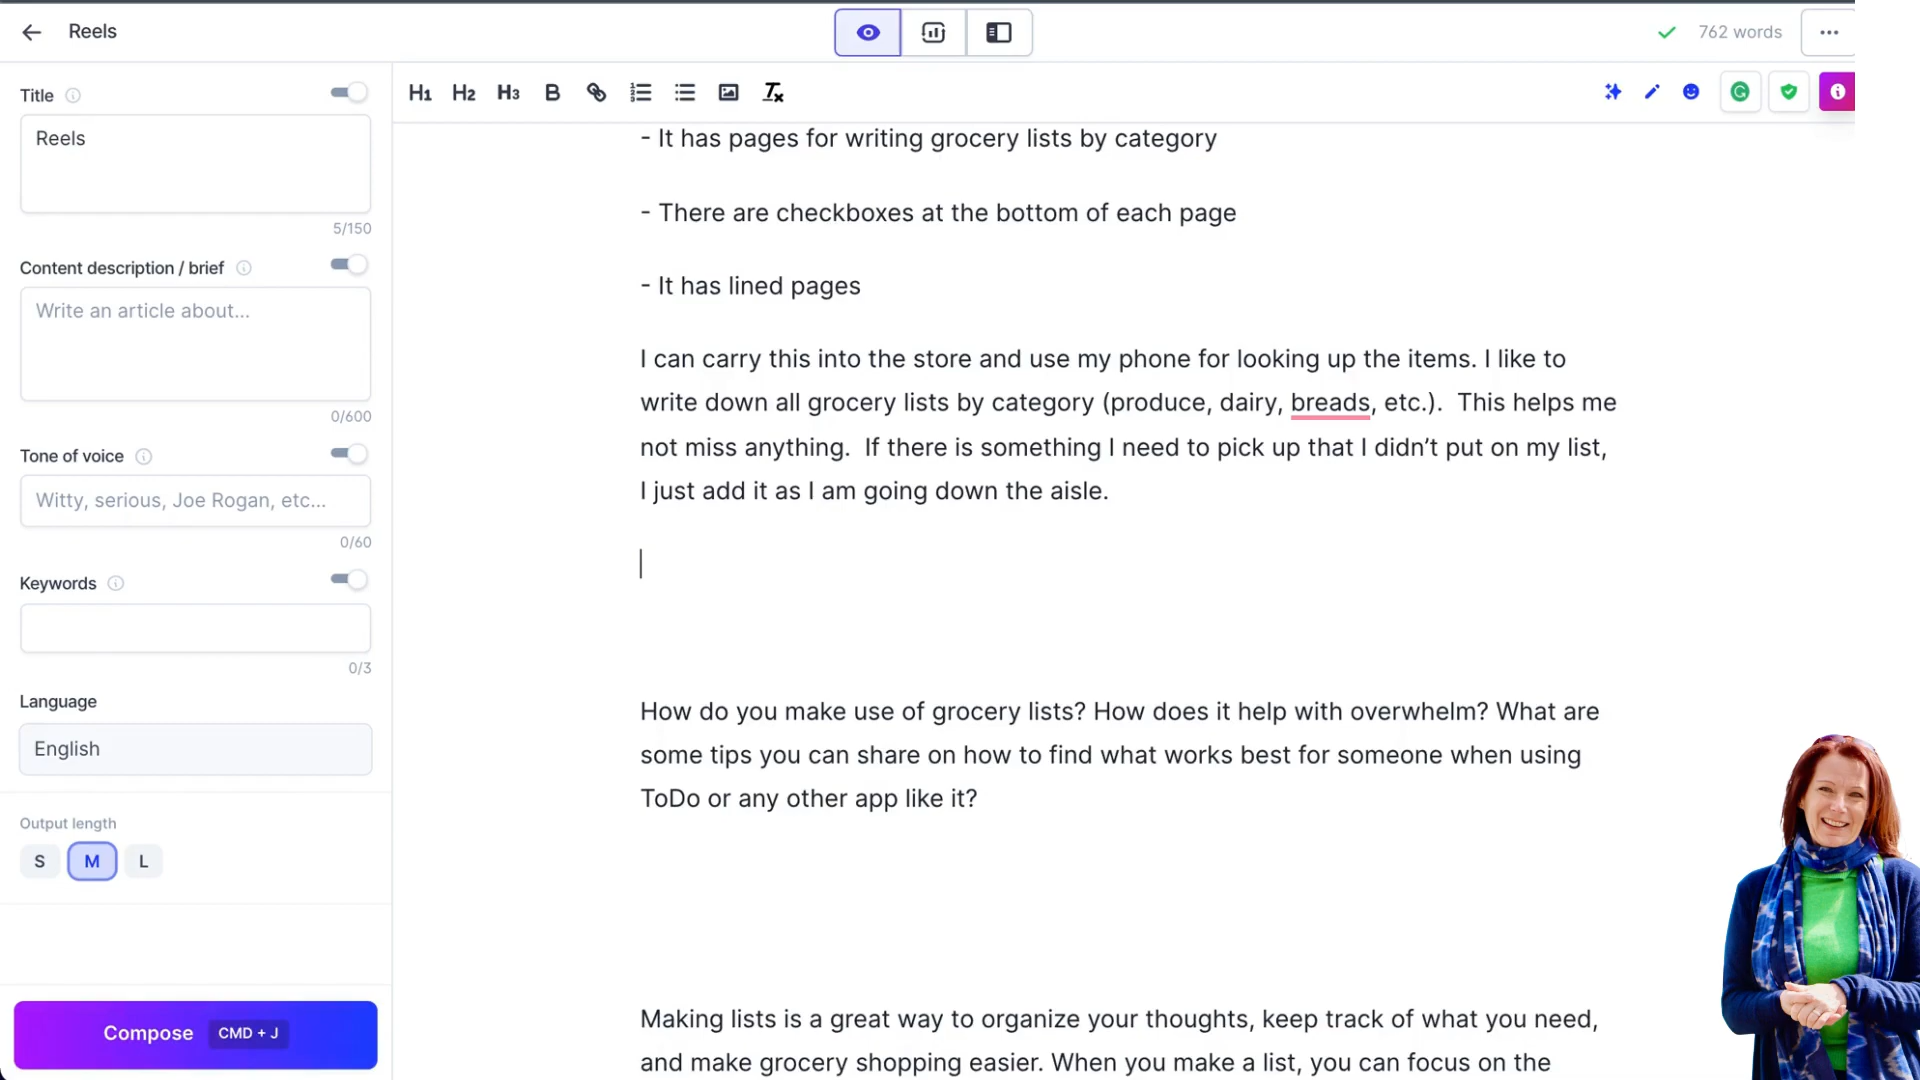 Reels
762 words
Title
Reels
5/150
Content description / brief
Write an article about...
0/600
Tone of voice
Witty, serious, Joe Rogan, etc...
0/60
Keywords
0/3
Language
English
Output length
S M L
Compose CMD + J
H1 H2 H3 B
- It has pages for writing grocery lists by category
- There are checkboxes at the bottom of each page
- It has lined pages
I can carry this into the store and use my phone for looking up the items. I like to
write down all grocery lists by category (produce, dairy, breads, etc.).  This helps me
not miss anything.  If there is something I need to pick up that I didn’t put on my list,
I just add it as I am going down the aisle.
How do you make use of grocery lists? How does it help with overwhelm? What are
some tips you can share on how to find what works best for someone when using
ToDo or any other app like it?
Making lists is a great way to organize your thoughts, keep track of what you need,
and make grocery shopping easier. When you make a list, you can focus on the